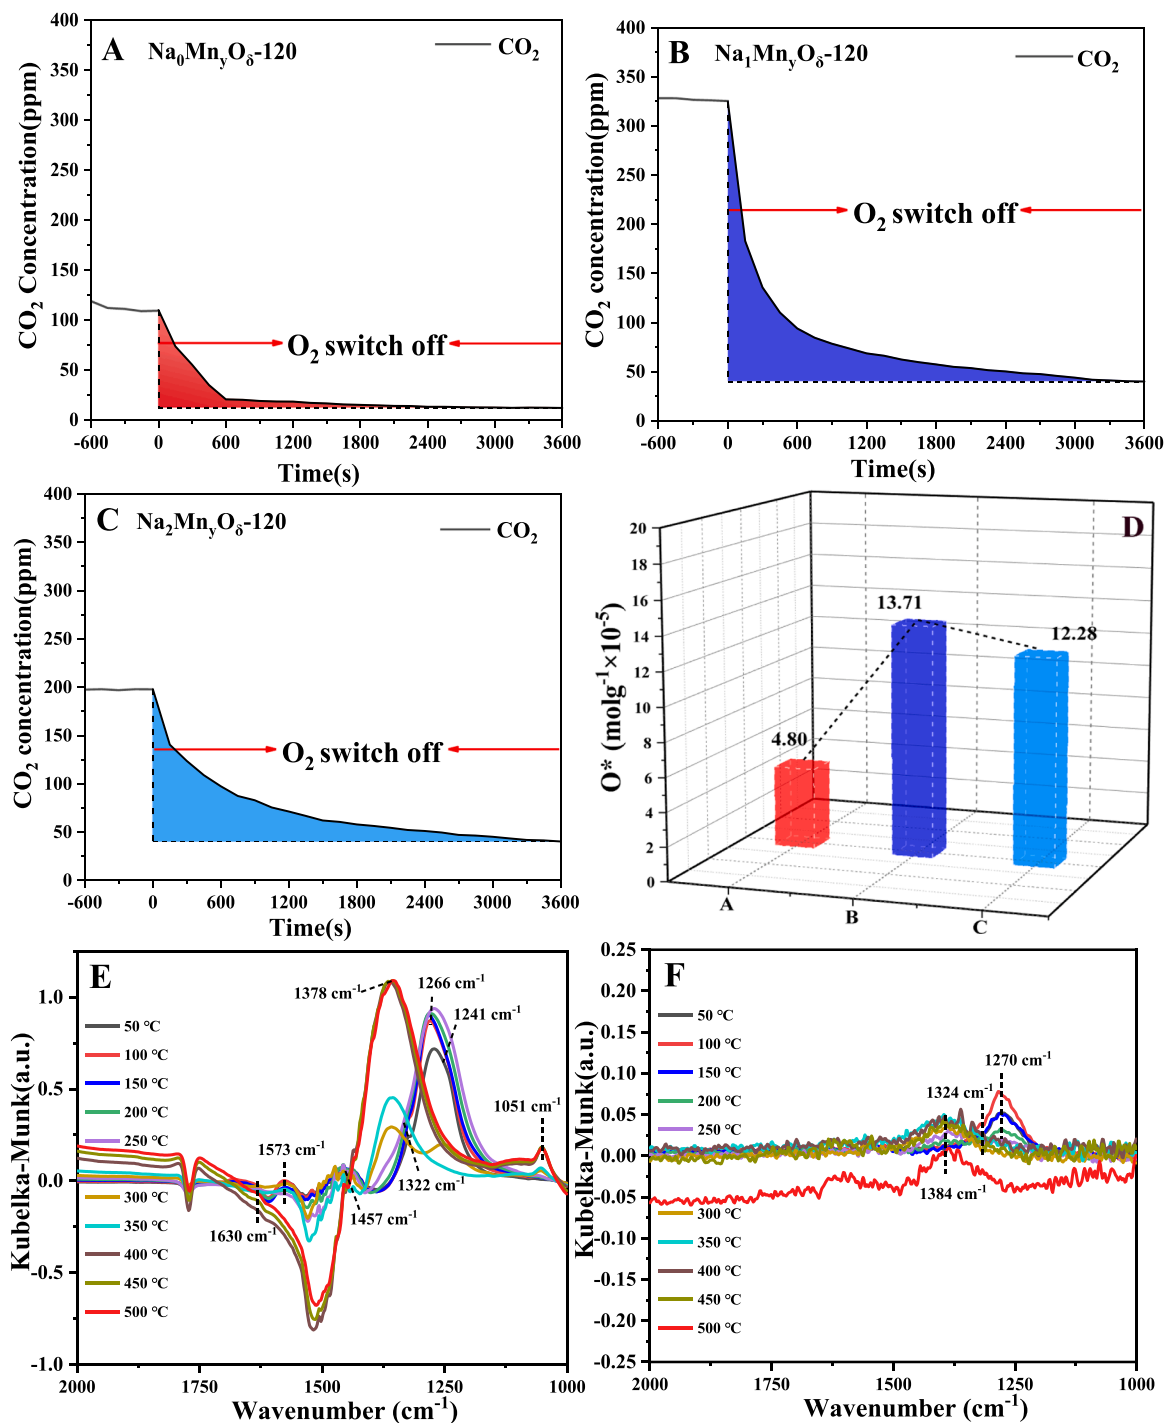 A Na₀MnᵧOδ-120
CO₂
CO₂ Concentration(ppm)
400
350
300
250
200
150
100
50
0
O₂ switch off
-600 0 600 1200 1800 2400 3000 3600
Time(s)
B Na₁MnᵧOδ-120
CO₂
CO₂ concentration(ppm)
400
350
300
250
200
150
100
50
0
O₂ switch off
-600 0 600 1200 1800 2400 3000 3600
Time(s)
C Na₂MnᵧOδ-120
CO₂
CO₂ concentration(ppm)
400
350
300
250
200
150
100
50
0
O₂ switch off
-600 0 600 1200 1800 2400 3000 3600
Time(s)
D
O* (molg⁻¹×10⁻⁵)
20
18
16
14
12
10
8
6
4
2
0
4.80
13.71
12.28
A
B
C
E
Kubelka-Munk(a.u.)
1.0
0.5
0.0
-0.5
-1.0
50 °C
100 °C
150 °C
200 °C
250 °C
300 °C
350 °C
400 °C
450 °C
500 °C
1378 cm⁻¹
1266 cm⁻¹
1241 cm⁻¹
1051 cm⁻¹
1573 cm⁻¹
1322 cm⁻¹
1457 cm⁻¹
1630 cm⁻¹
2000 1750 1500 1250 1000
Wavenumber (cm⁻¹)
F
Kubelka-Munk(a.u.)
0.25
0.20
0.15
0.10
0.05
0.00
-0.05
-0.10
-0.15
-0.20
-0.25
50 °C
100 °C
150 °C
200 °C
250 °C
300 °C
350 °C
400 °C
450 °C
500 °C
1270 cm⁻¹
1324 cm⁻¹
1384 cm⁻¹
2000 1500 1250 1000
Wavenumber (cm⁻¹)